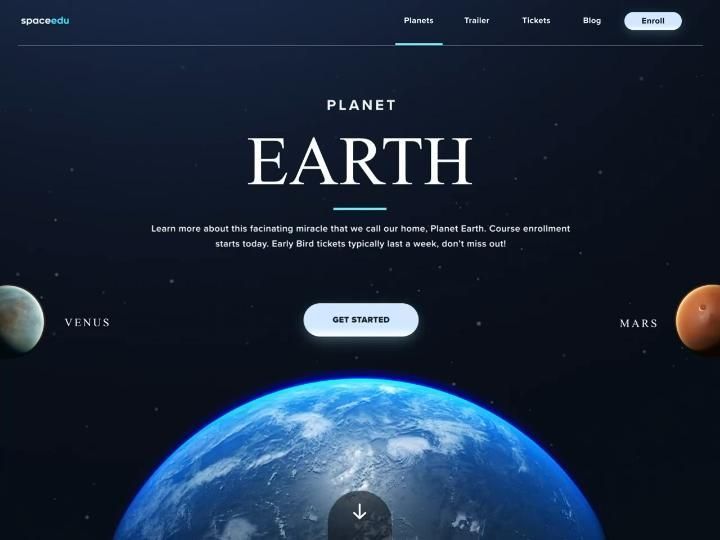 spaceedu
Planets
Trailer
Tickets
Blog
Enroll
PLANET
EARTH
Learn more about this facinating miracle that we call our home, Planet Earth. Course enrollment
starts today. Early Bird tickets typically last a week, don't miss out!
VENUS
GET STARTED
MARS